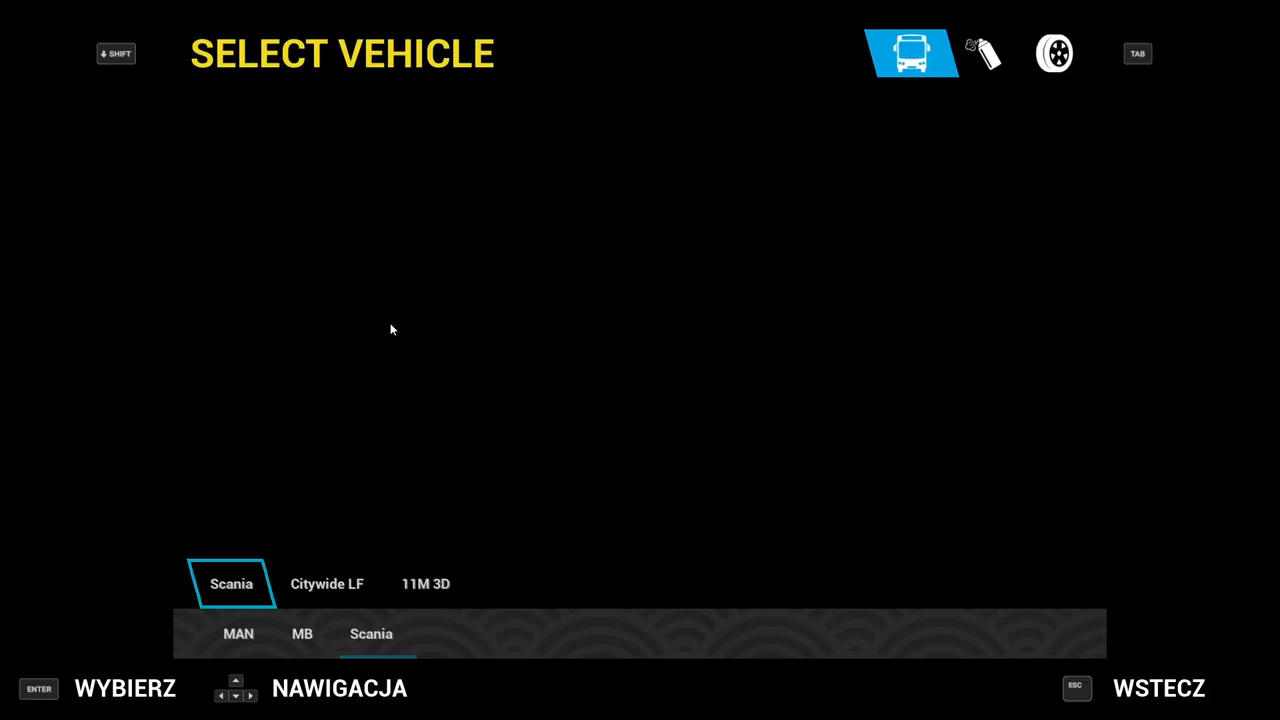 SHIFT
SELECT VEHICLE
TAB
Scania
Citywide LF
11M 3D
MAN
MB
Scania
ENTER
WYBIERZ
NAWIGACJA
ESC
WSTECZ